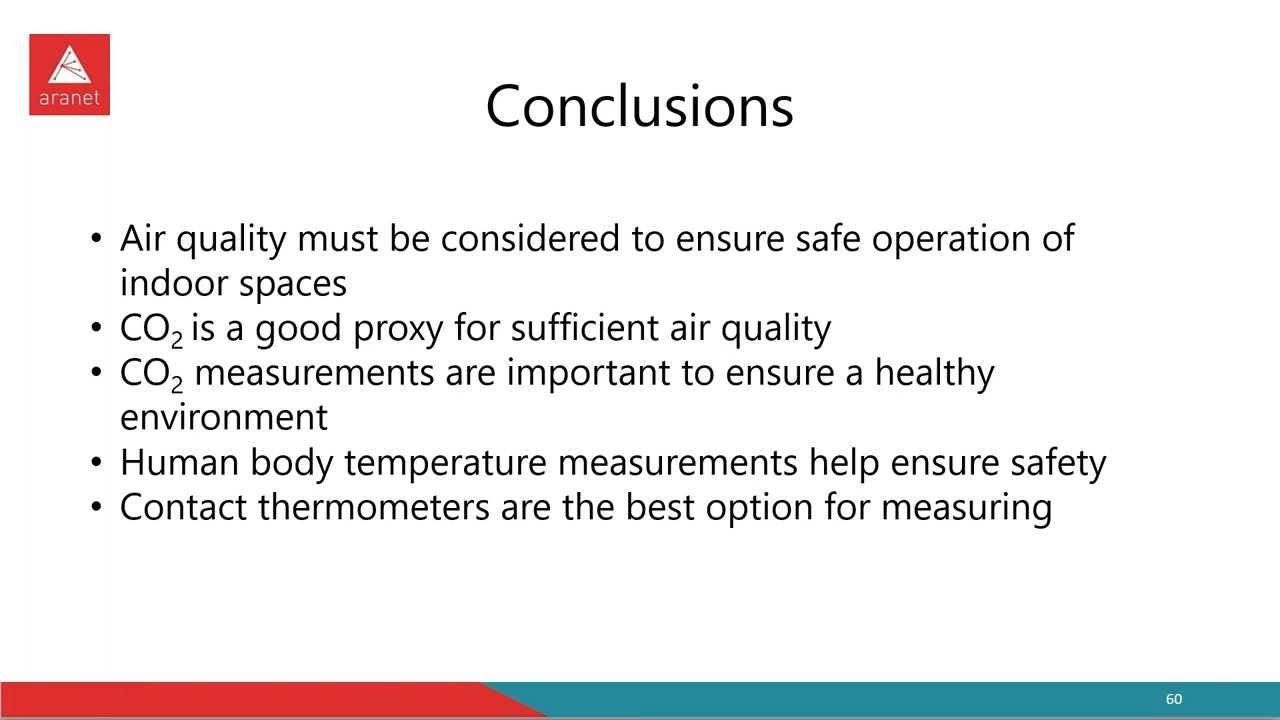 aranet
Conclusions
• Air quality must be considered to ensure safe operation of
indoor spaces
• CO₂ is a good proxy for sufficient air quality
• CO₂ measurements are important to ensure a healthy
environment
• Human body temperature measurements help ensure safety
• Contact thermometers are the best option for measuring
60